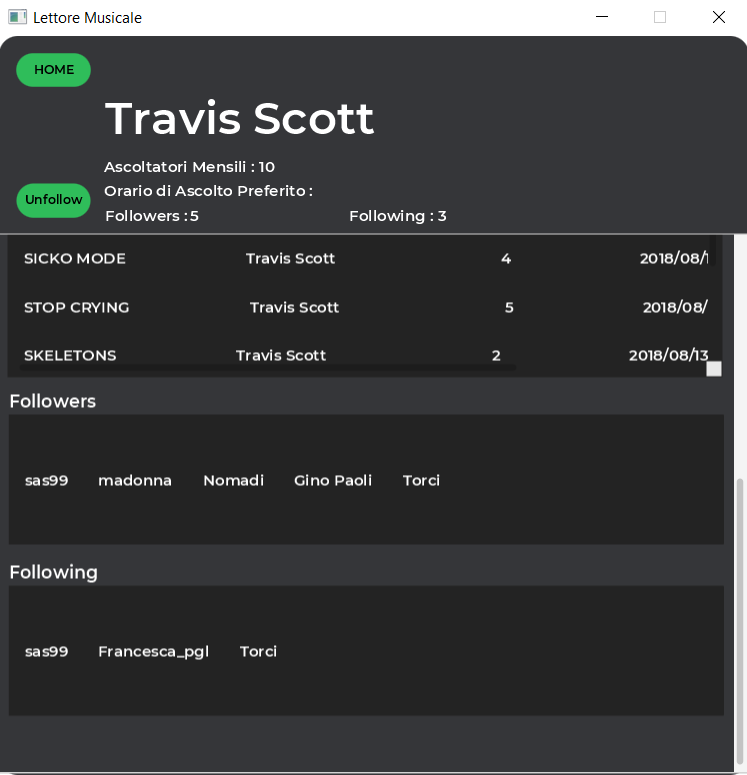 Lettore Musicale
HOME
Travis Scott
Ascoltatori Mensili : 10
Orario di Ascolto Preferito :
Unfollow
Followers : 5 Following : 3
SICKO MODE Travis Scott 4 2018/08/1
STOP CRYING Travis Scott 5 2018/08/
SKELETONS Travis Scott 2 2018/08/13
Followers
sas99 madonna Nomadi Gino Paoli Torci
Following
sas99 Francesca_pgl Torci